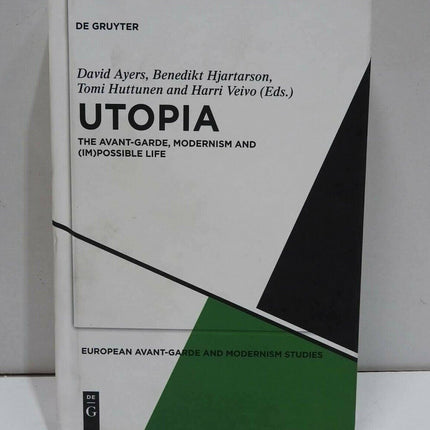 DE GRUYTER
David Ayers, Benedikt Hjartarson,
Tomi Huttunen and Harri Veivo (Eds.)
UTOPIA
THE AVANT-GARDE, MODERNISM AND
(IM)POSSIBLE LIFE
EUROPEAN AVANT-GARDE AND MODERNISM STUDIES
DE
G